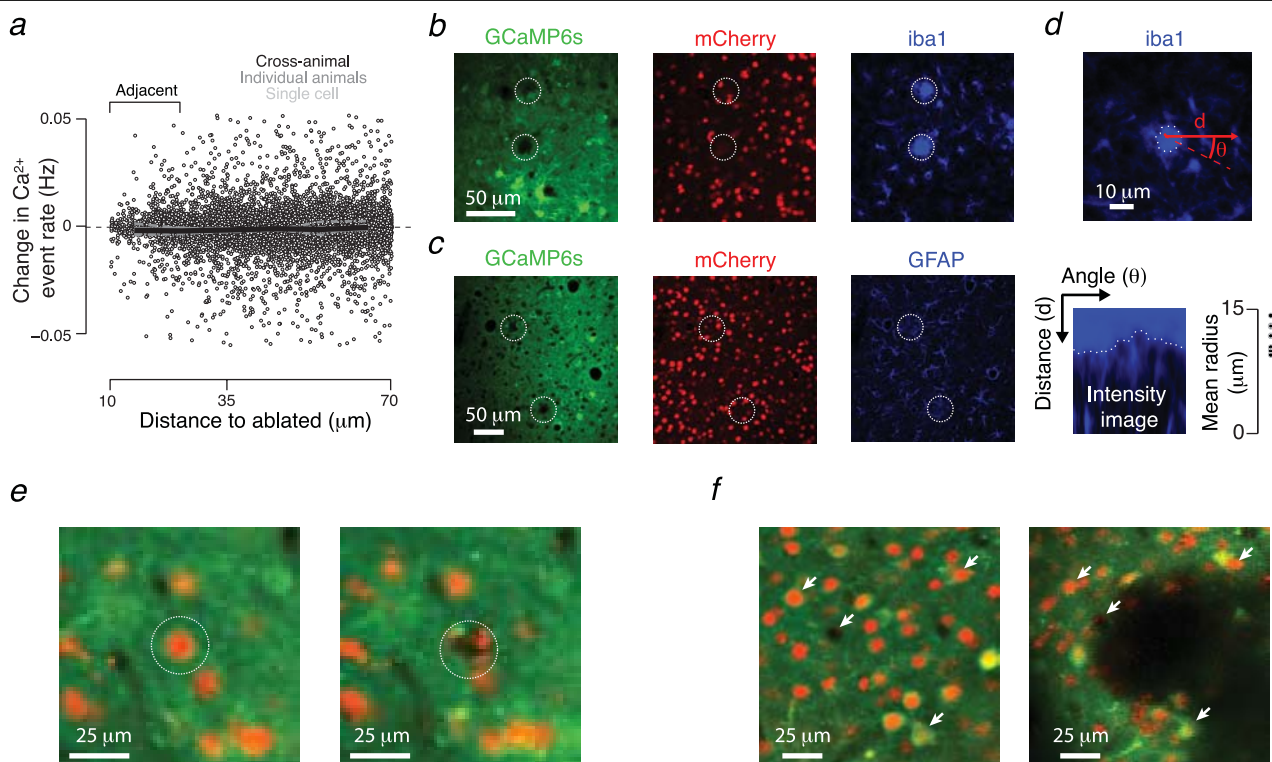 a
Cross-animal
Individual animals
Single cell
Adjacent
Change in Ca²⁺
event rate (Hz)
0.05
0
−0.05
10
35
70
Distance to ablated (μm)
b
GCaMP6s
mCherry
iba1
50 μm
c
GCaMP6s
mCherry
GFAP
50 μm
d
iba1
d
θ
10 μm
Angle (θ)
Distance (d)
Intensity
image
Mean radius
(μm)
15
0
e
25 μm
25 μm
f
25 μm
25 μm